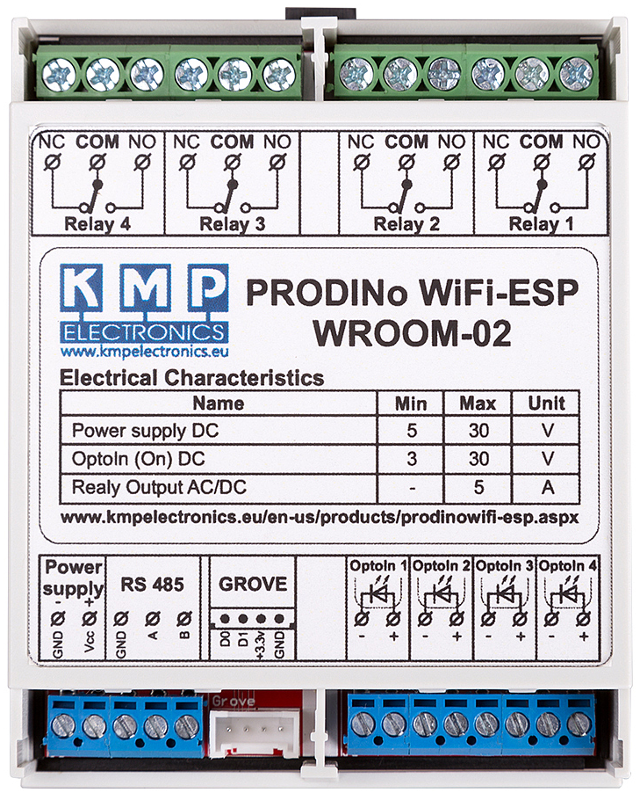 NC COM NO NC COM NO NC COM NO NC COM NO
Relay 4 Relay 3 Relay 2 Relay 1
KMP
ELECTRONICS
www.kmpelectronics.eu
PRODINo WiFi-ESP
WROOM-02
Electrical Characteristics
Name Min Max Unit
Power supply DC 5 30 V
OptoIn (On) DC 3 30 V
Realy Output AC/DC - 5 A
www.kmpelectronics.eu/en-us/products/prodinowifi-esp.aspx
Power
supply
RS 485
GROVE
OptoIn 1 OptoIn 2 OptoIn 3 OptoIn 4
- +
GND Vcc GND A B
D0 D1 +3.3v GND
- + - + - + - +
Grove